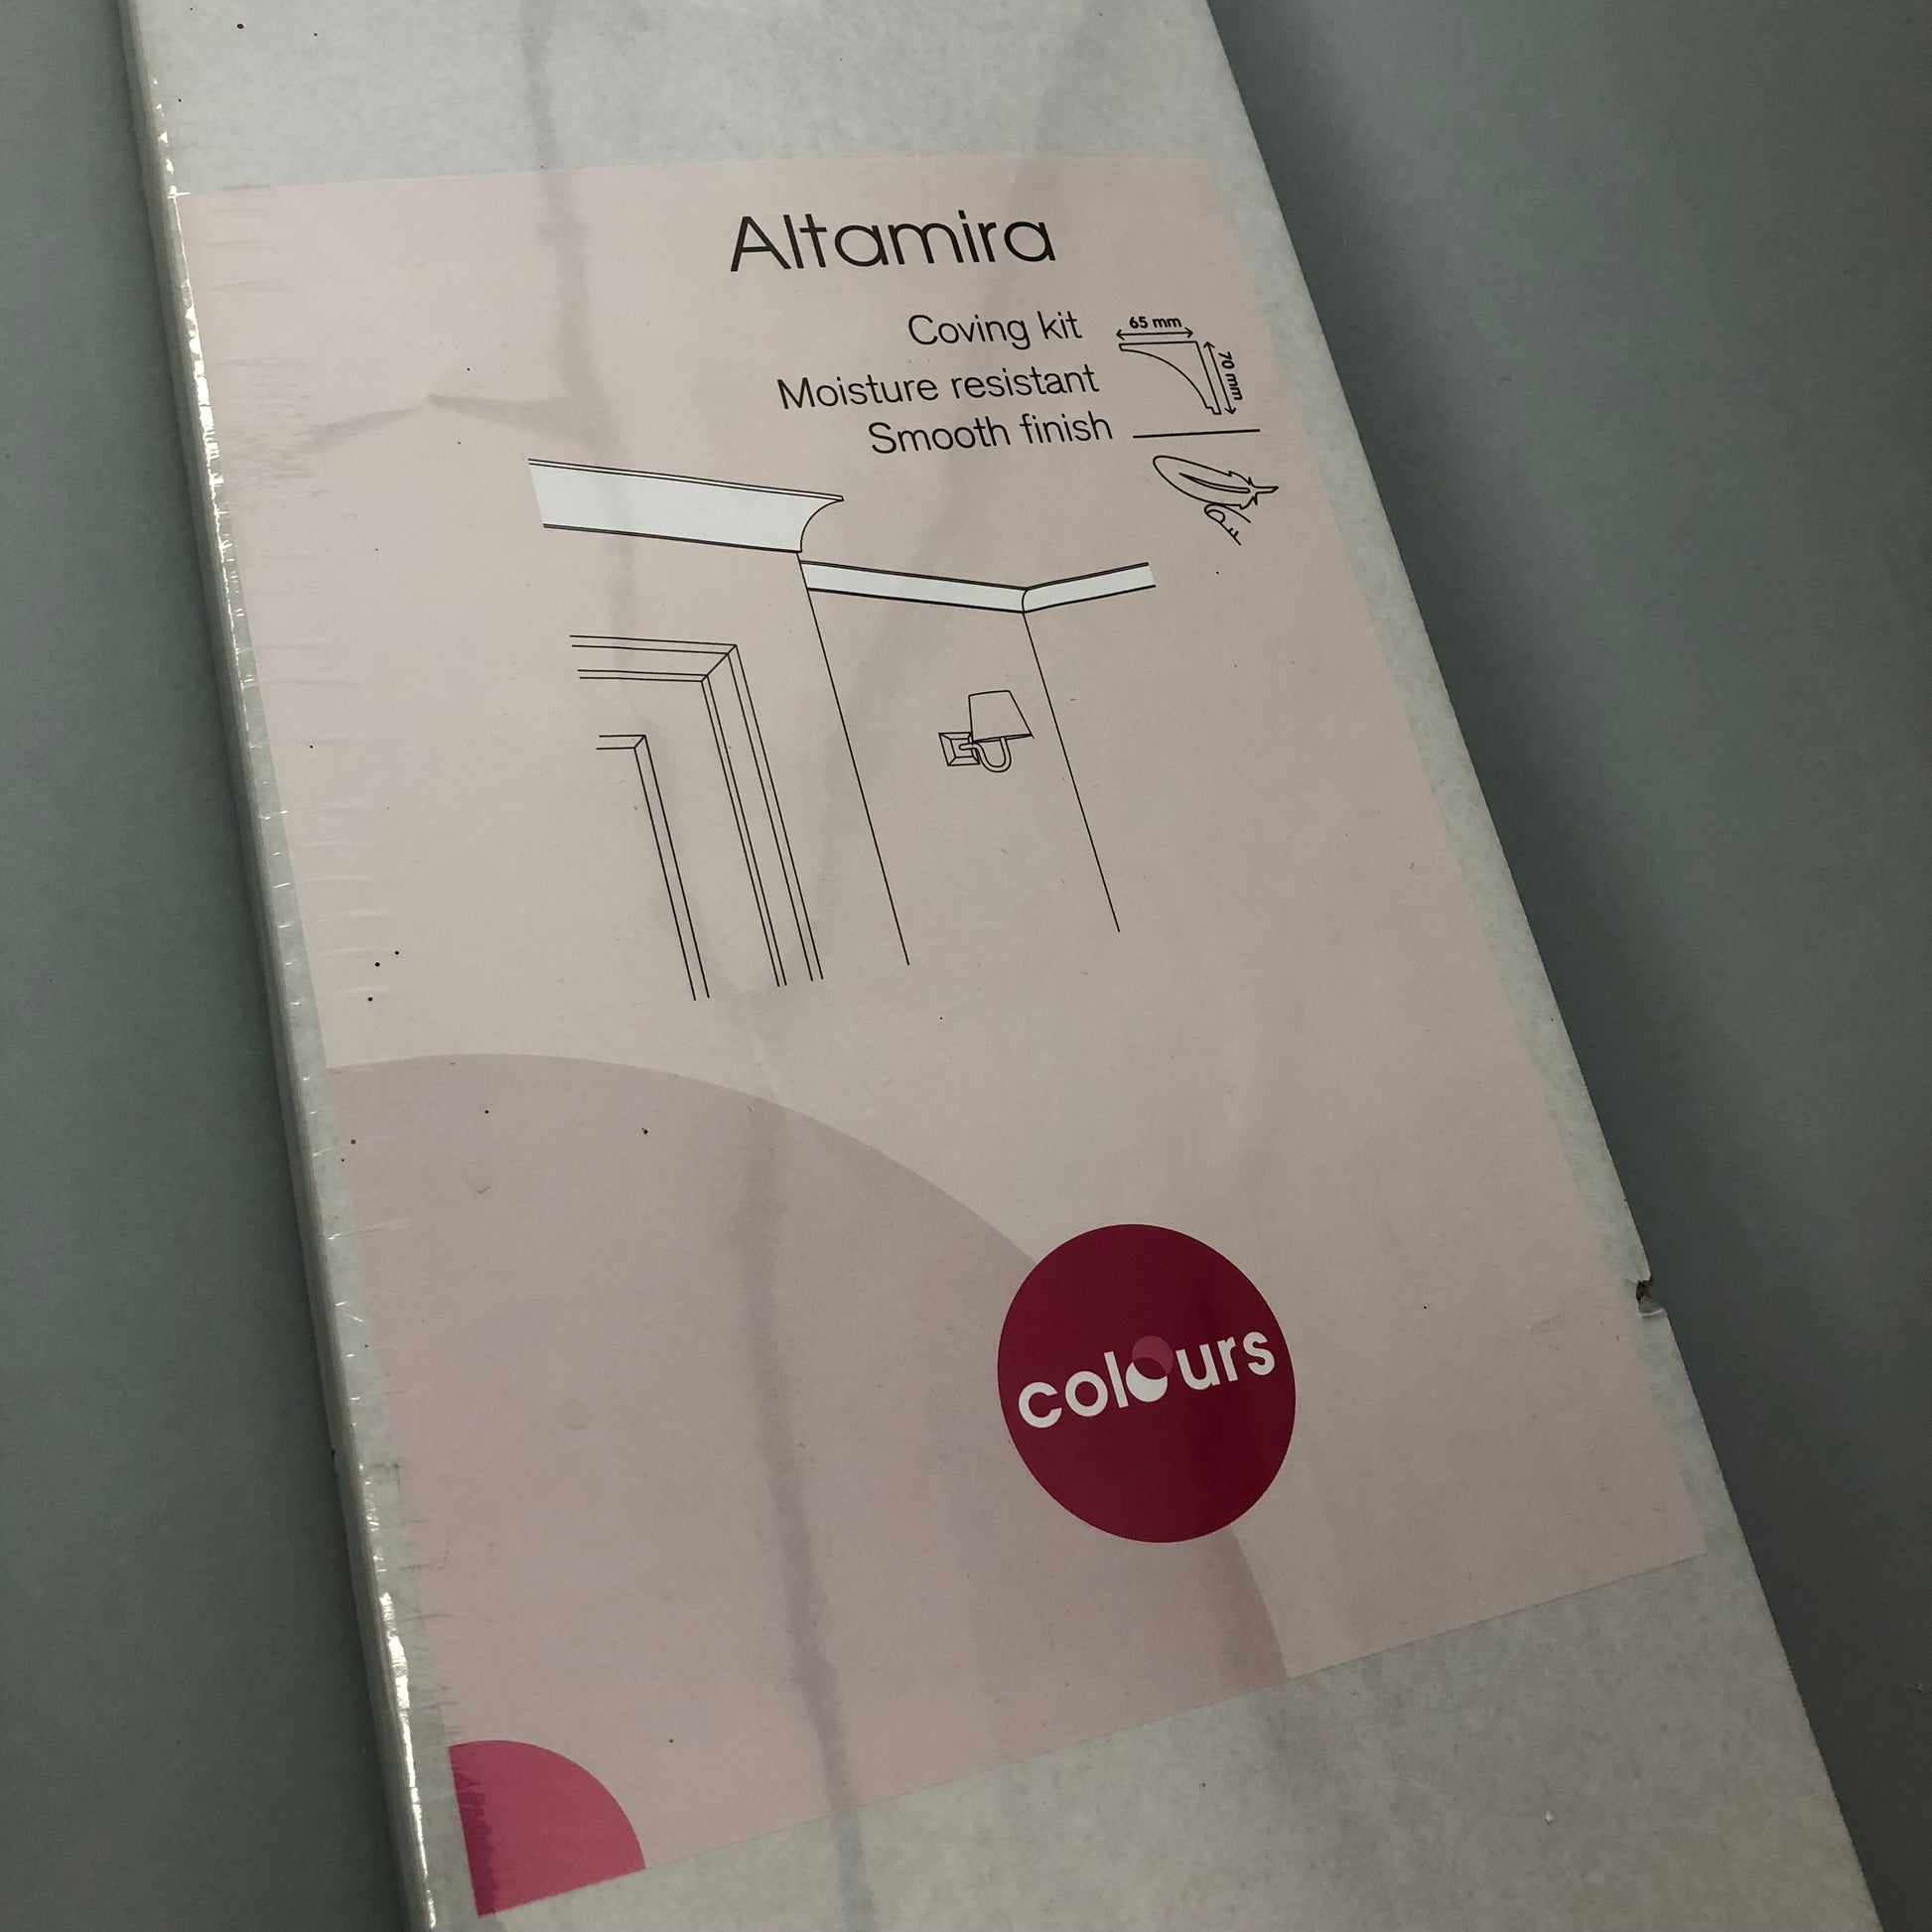 Altamira
Coving kit
Moisture resistant
Smooth finish
65 mm
70 mm
colours